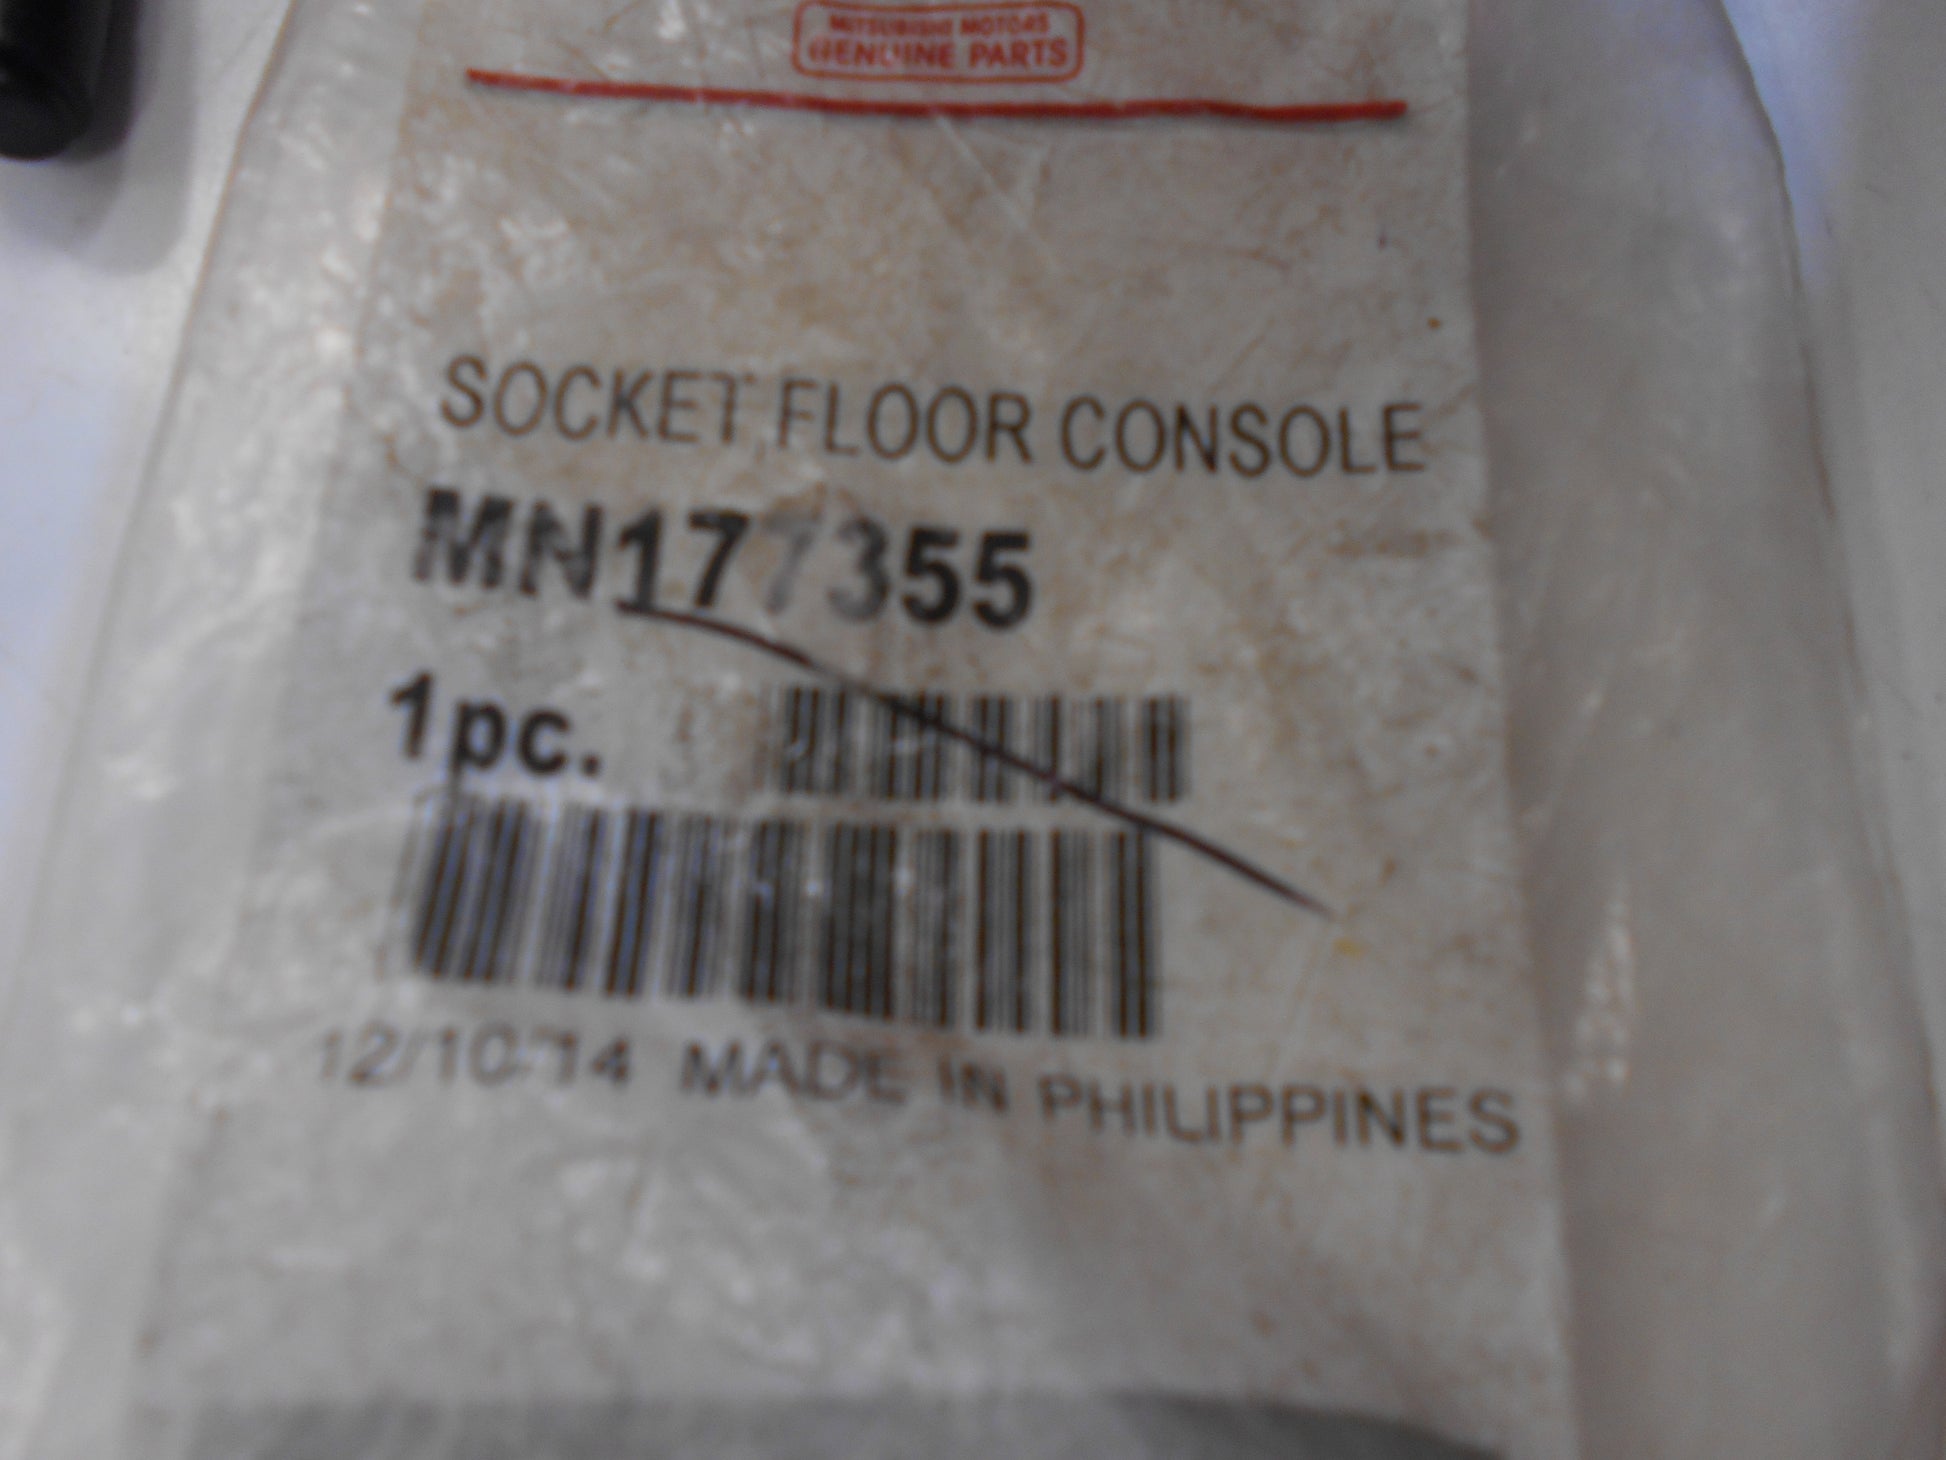 MITSUBISHI MOTORS
GENUINE PARTS
SOCKET,FLOOR CONSOLE
MN177355
1pc.
12/10/14 MADE IN PHILIPPINES